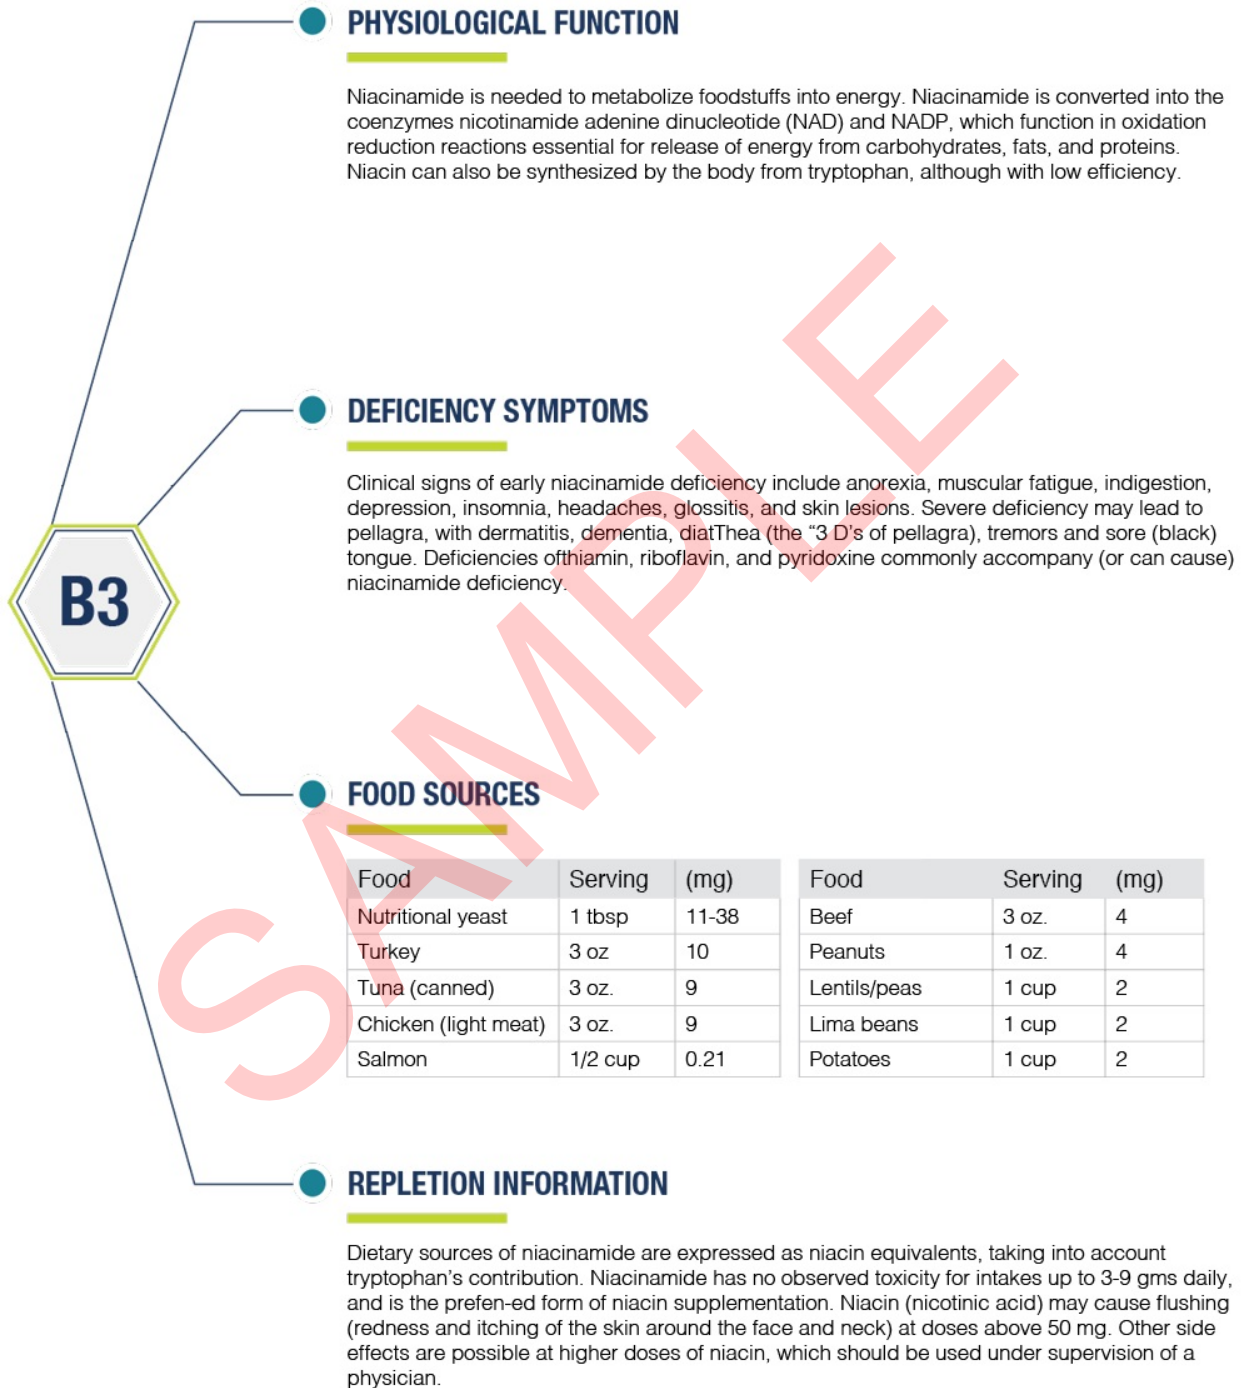 PHYSIOLOGICAL FUNCTION
Niacinamide is needed to metabolize foodstuffs into energy. Niacinamide is converted into the
coenzymes nicotinamide adenine dinucleotide (NAD) and NADP, which function in oxidation
reduction reactions essential for release of energy from carbohydrates, fats, and proteins.
Niacin can also be synthesized by the body from tryptophan, although with low efficiency.
DEFICIENCY SYMPTOMS
Clinical signs of early niacinamide deficiency include anorexia, muscular fatigue, indigestion,
depression, insomnia, headaches, glossitis, and skin lesions. Severe deficiency may lead to
pellagra, with dermatitis, dementia, diatThea (the “3 D’s of pellagra), tremors and sore (black)
tongue. Deficiencies ofthiamin, riboflavin, and pyridoxine commonly accompany (or can cause)
niacinamide deficiency.
B3
FOOD SOURCES
Food Serving (mg) Food Serving (mg)
Nutritional yeast 1 tbsp 11-38 Beef 3 oz. 4
Turkey 3 oz 10 Peanuts 1 oz. 4
Tuna (canned) 3 oz. 9 Lentils/peas 1 cup 2
Chicken (light meat) 3 oz. 9 Lima beans 1 cup 2
Salmon 1/2 cup 0.21 Potatoes 1 cup 2
REPLETION INFORMATION
Dietary sources of niacinamide are expressed as niacin equivalents, taking into account
tryptophan’s contribution. Niacinamide has no observed toxicity for intakes up to 3-9 gms daily,
and is the prefen-ed form of niacin supplementation. Niacin (nicotinic acid) may cause flushing
(redness and itching of the skin around the face and neck) at doses above 50 mg. Other side
effects are possible at higher doses of niacin, which should be used under supervision of a
physician.
SAMPLE